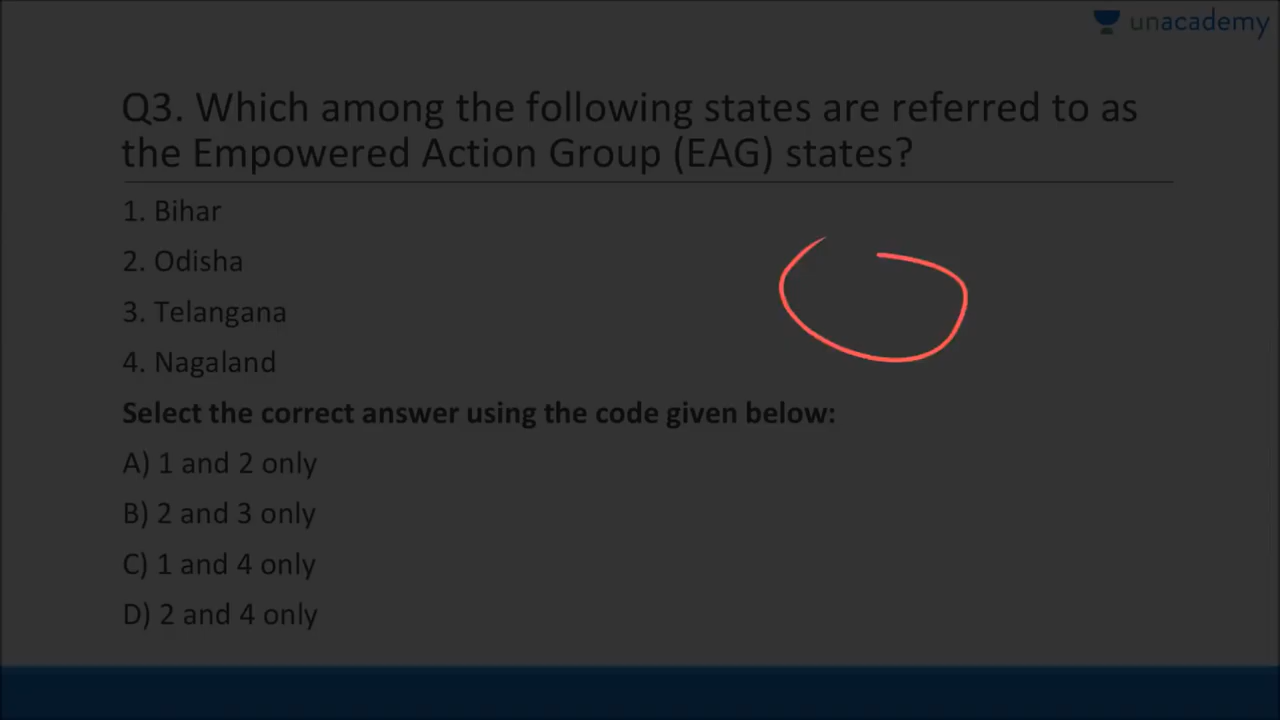 unacademy
Q3. Which among the following states are referred to as
the Empowered Action Group (EAG) states?
1. Bihar
2. Odisha
3. Telangana
4. Nagaland
Select the correct answer using the code given below:
A) 1 and 2 only
B) 2 and 3 only
C) 1 and 4 only
D) 2 and 4 only